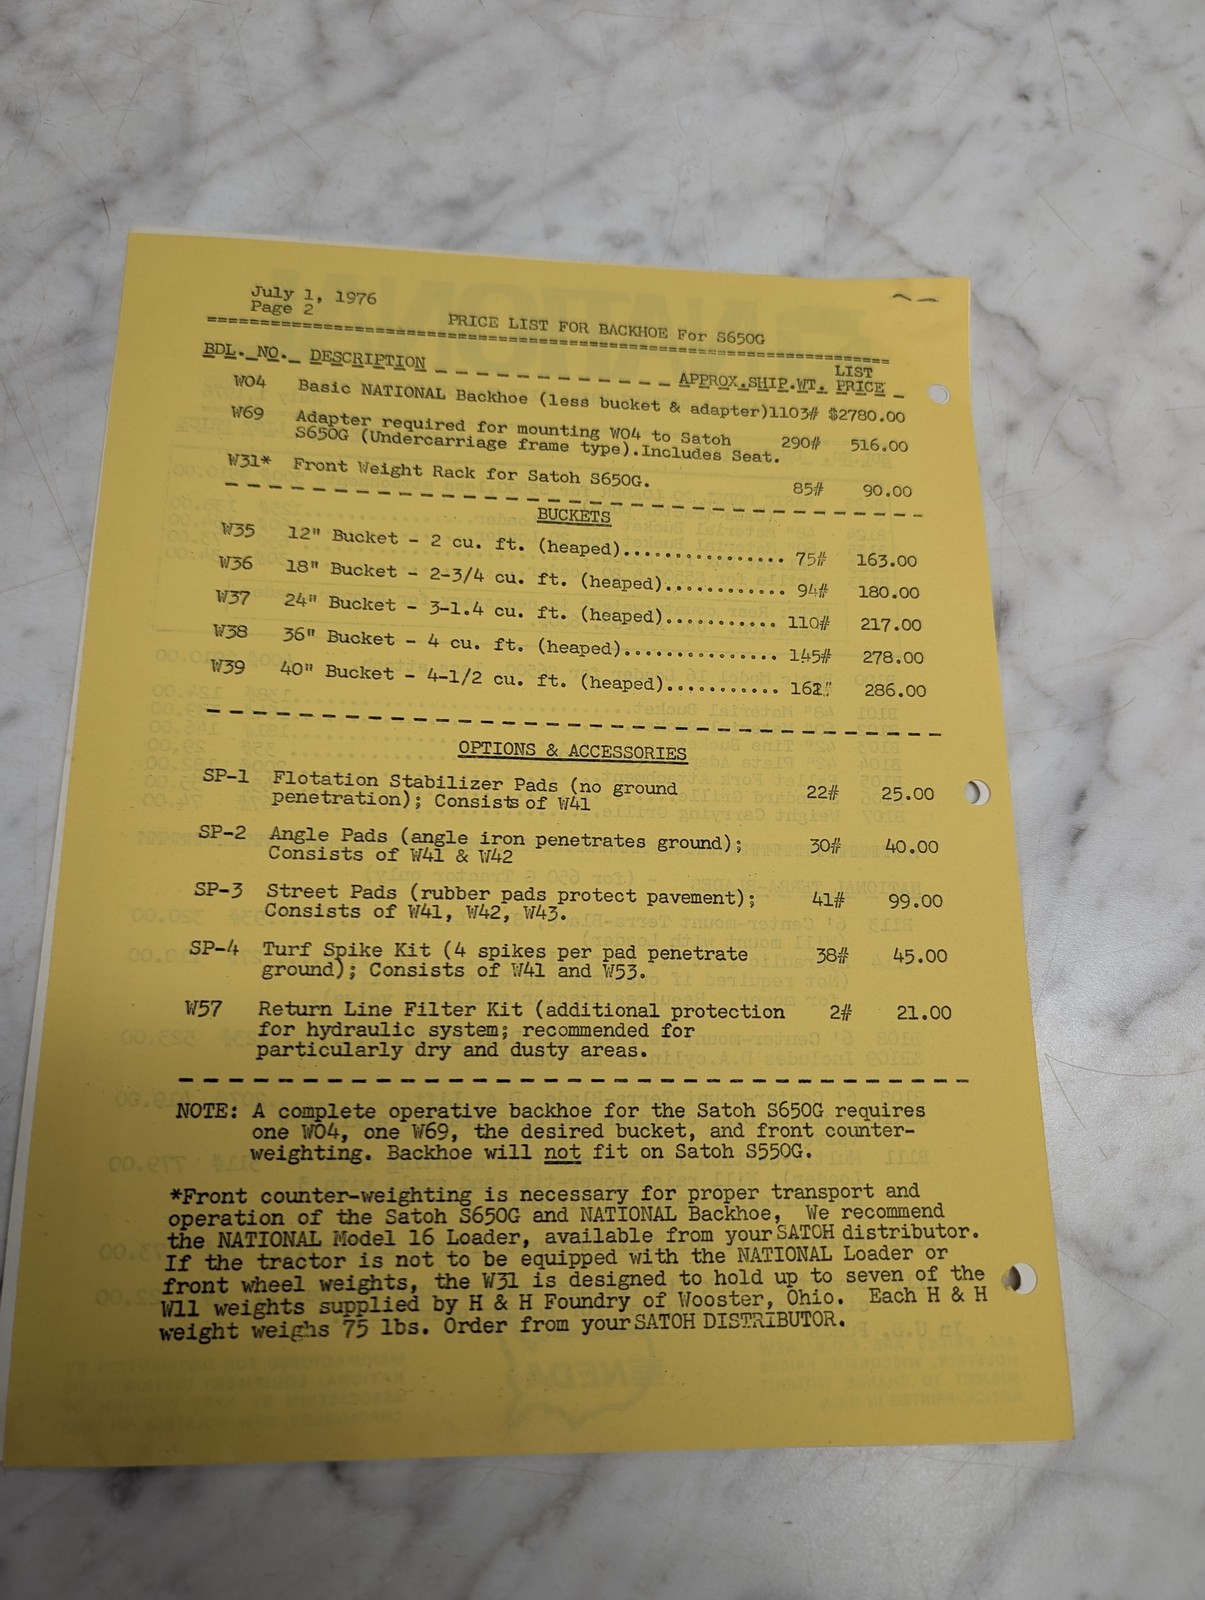 July 1, 1976
Page 2
PRICE LIST FOR BACKHOE For S650G
BDL. NO. DESCRIPTION APPROX.SHIP.WT. LIST PRICE
W04 Basic NATIONAL Backhoe (less bucket & adapter)1103# $2780.00
W69 Adapter required for mounting W04 to Satoh 290# 516.00
S650G (Undercarriage frame type).Includes Seat.
W31* Front Weight Rack for Satoh S650G. 85# 90.00
BUCKETS
W35 12" Bucket - 2 cu. ft. (heaped)................ 75# 163.00
W36 18" Bucket - 2-3/4 cu. ft. (heaped)............ 94# 180.00
W37 24" Bucket - 3-1.4 cu. ft. (heaped)........... 110# 217.00
W38 36" Bucket - 4 cu. ft. (heaped)............... 145# 278.00
W39 40" Bucket - 4-1/2 cu. ft. (heaped)........... 286.00
OPTIONS & ACCESSORIES
SP-1 Flotation Stabilizer Pads (no ground 22# 25.00
penetration); Consists of W41
SP-2 Angle Pads (angle iron penetrates ground); 30# 40.00
Consists of W41 & W42
SP-3 Street Pads (rubber pads protect pavement); 41# 99.00
Consists of W41, W42, W43.
SP-4 Turf Spike Kit (4 spikes per pad penetrate 38# 45.00
ground); Consists of W41 and W53.
W57 Return Line Filter Kit (additional protection 2# 21.00
for hydraulic system; recommended for
particularly dry and dusty areas.
NOTE: A complete operative backhoe for the Satoh S650G requires
one W04, one W69, the desired bucket, and front counter-
weighting. Backhoe will not fit on Satoh S550G.
*Front counter-weighting is necessary for proper transport and
operation of the Satoh S650G and NATIONAL Backhoe, We recommend
the NATIONAL Model 16 Loader, available from your SATOH distributor.
If the tractor is not to be equipped with the NATIONAL Loader or
front wheel weights, the W31 is designed to hold up to seven of the
W11 weights supplied by H & H Foundry of Wooster, Ohio. Each H & H
weight weighs 75 lbs. Order from your SATOH DISTRIBUTOR.